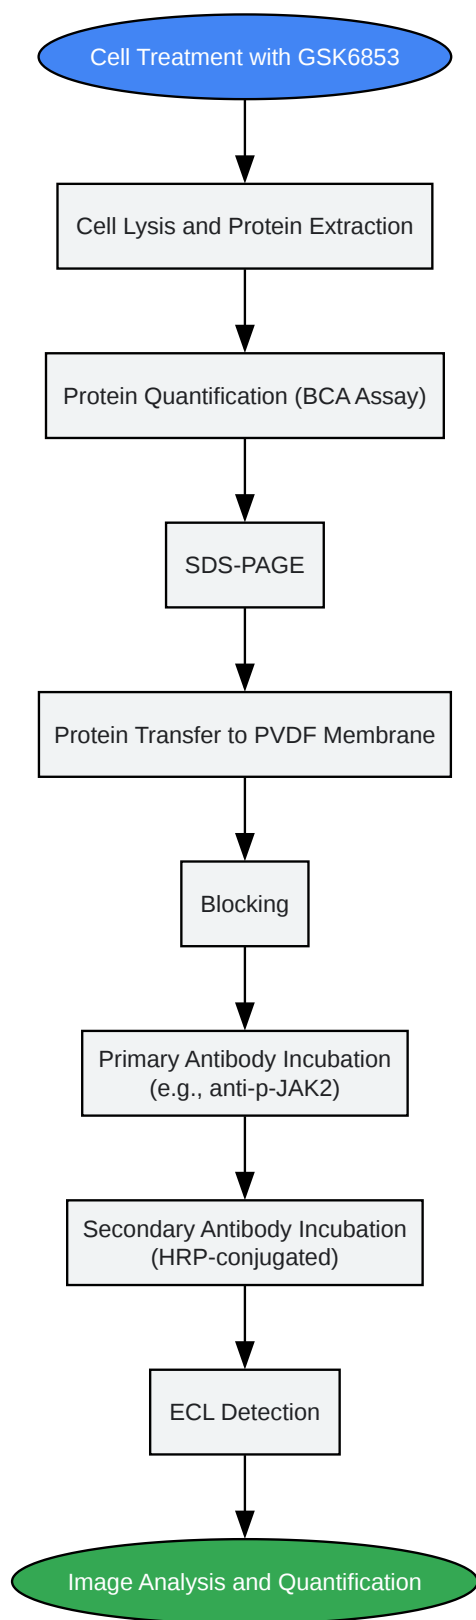 Cell Treatment with GSK6853
Cell Lysis and Protein Extraction
Protein Quantification (BCA Assay)
SDS-PAGE
Protein Transfer to PVDF Membrane
Blocking
Primary Antibody Incubation
(e.g., anti-p-JAK2)
Secondary Antibody Incubation
(HRP-conjugated)
ECL Detection
Image Analysis and Quantification